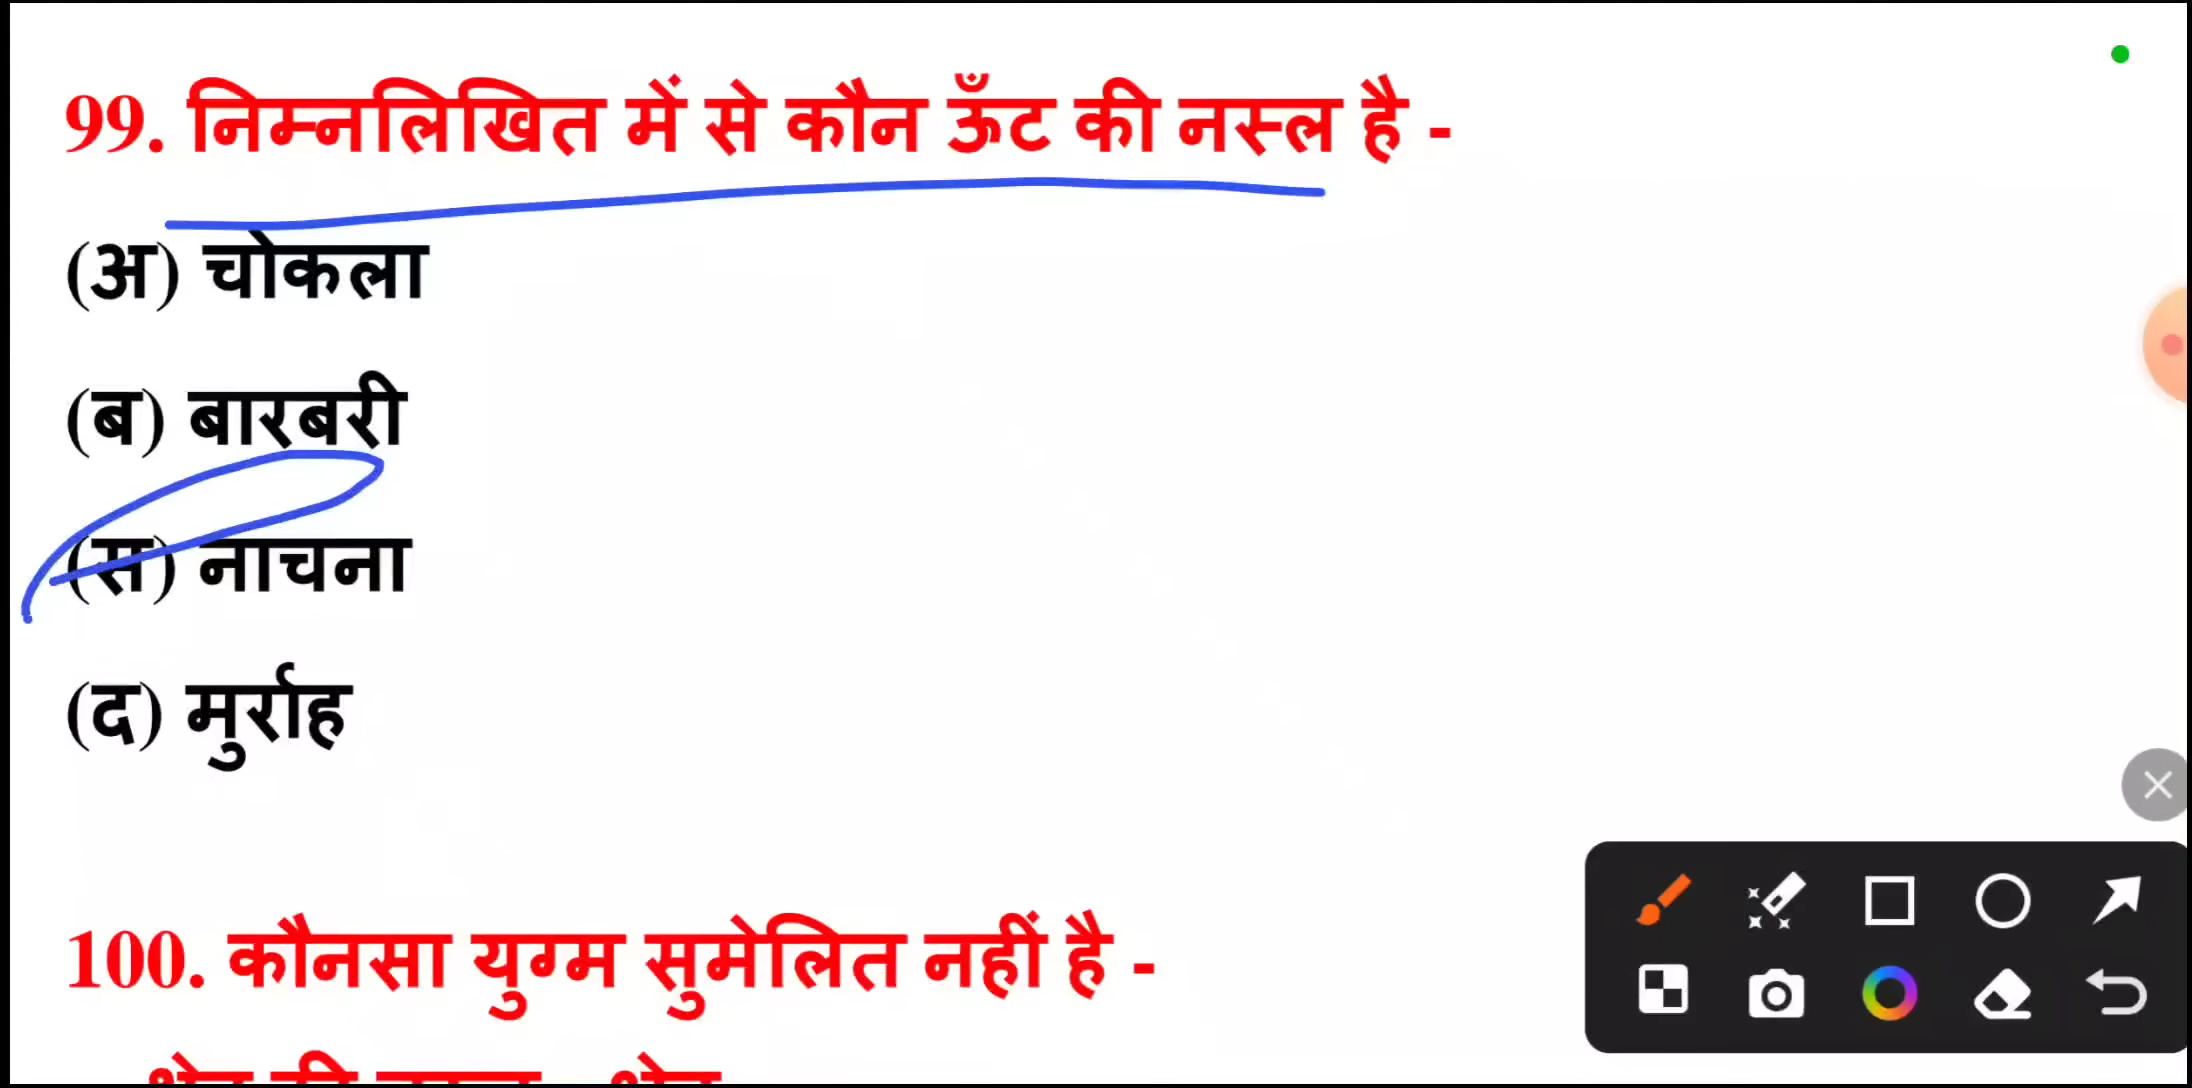 99. निम्नलिखित में से कौन ऊँट की नस्ल है -
(अ) चोकला
(ब) बारबरी
(स) नाचना
(द) मुर्राह
100. कौनसा युग्म सुमेलित नहीं है -